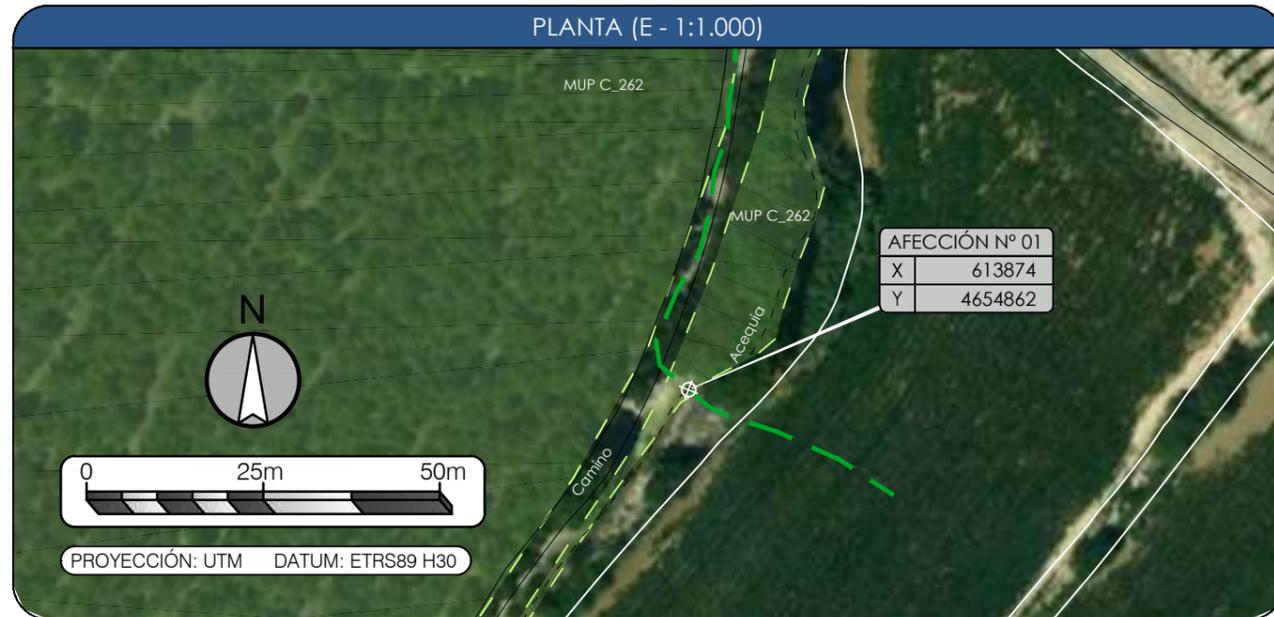 PLANTA (E - 1:1.000)
MUP C_262
MUP C_262
AFECCIÓN Nº 01
X 613874
Y 4654862
Acequia
N
Camino
0 25m 50m
PROYECCIÓN: UTM DATUM: ETRS89 H30